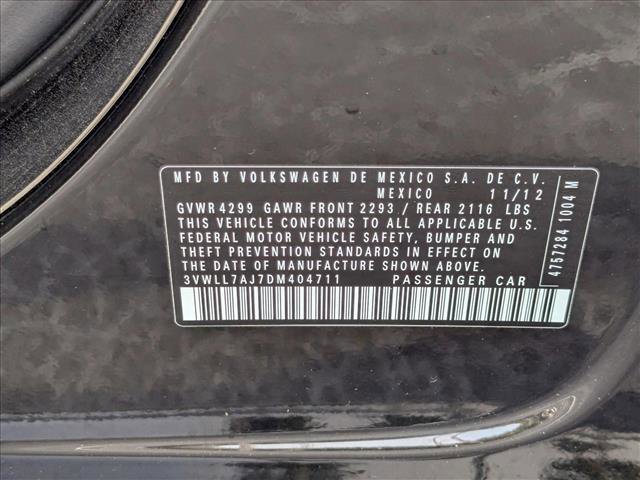 MFD BY VOLKSWAGEN DE MEXICO S.A. DE C.V.
MEXICO 11/12
GVWR 4299 GAWR FRONT 2293 / REAR 2116 LBS
THIS VEHICLE CONFORMS TO ALL APPLICABLE U.S.
FEDERAL MOTOR VEHICLE SAFETY, BUMPER AND
THEFT PREVENTION STANDARDS IN EFFECT ON
THE DATE OF MANUFACTURE SHOWN ABOVE.
3VWLL7AJ7DM404711 PASSENGER CAR
4757284 1004 M